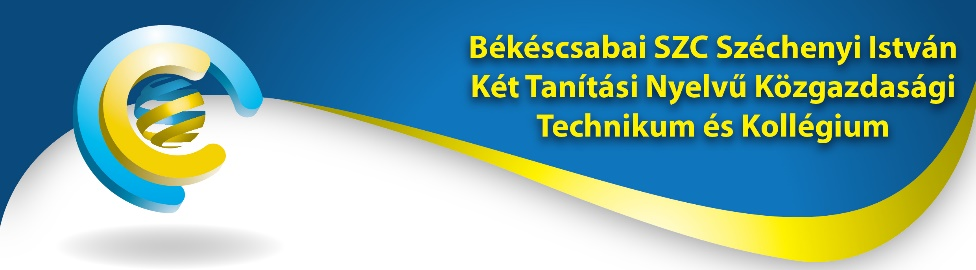 Békéscsabai SZC Széchenyi István
Két Tanítási Nyelvű Közgazdasági
Technikum és Kollégium